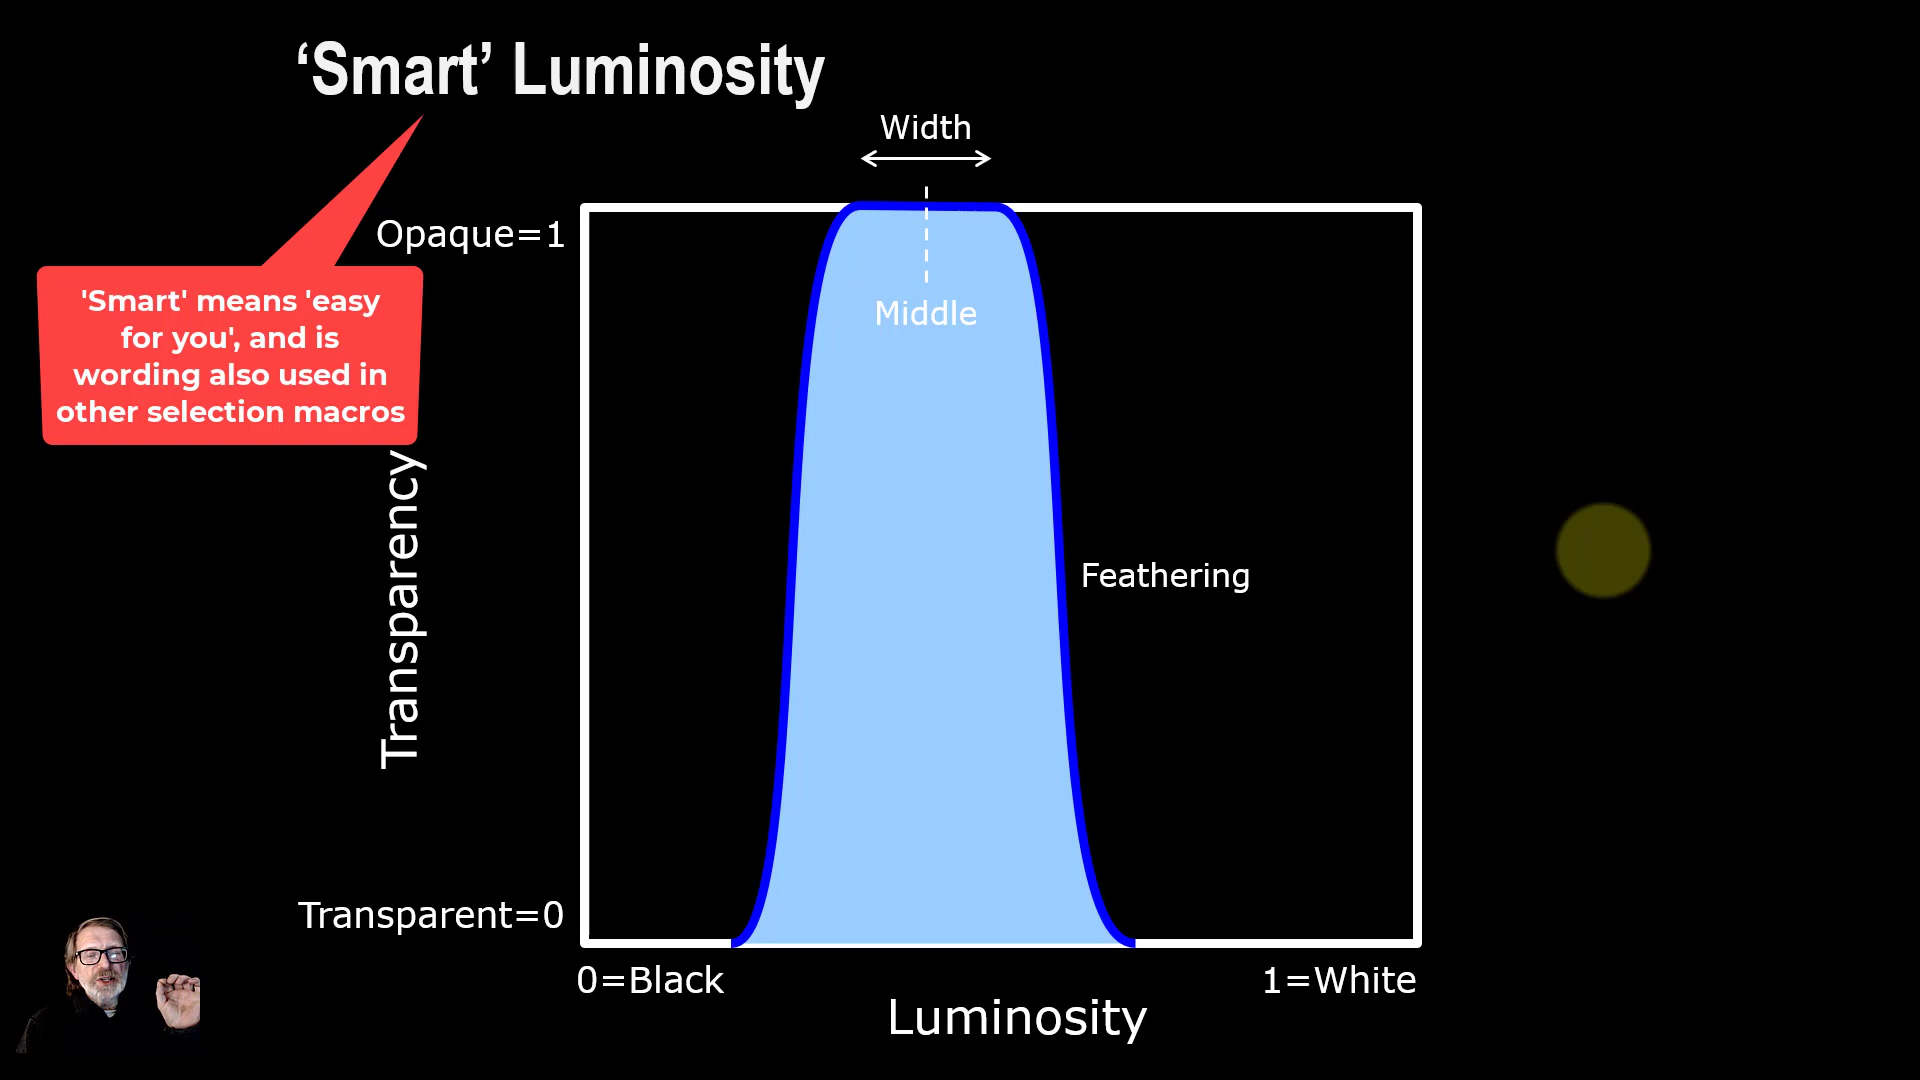 ‘Smart’ Luminosity
Width
Opaque=1
'Smart' means 'easy
for you', and is
wording also used in
other selection macros
Middle
Transparency
Feathering
Transparent=0
0=Black
1=White
Luminosity